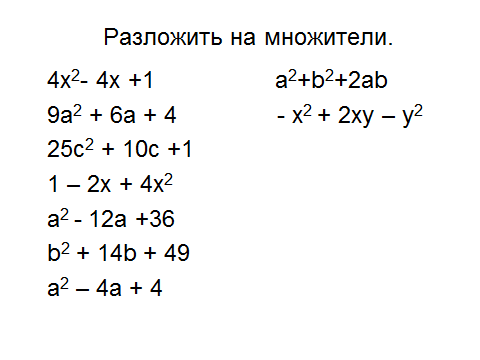 Разложить на множители.
4x²- 4x +1
9a² + 6a + 4
25c² + 10c +1
1 – 2x + 4x²
a² - 12a +36
b² + 14b + 49
a² – 4a + 4
a²+b²+2ab
- x² + 2xy – y²